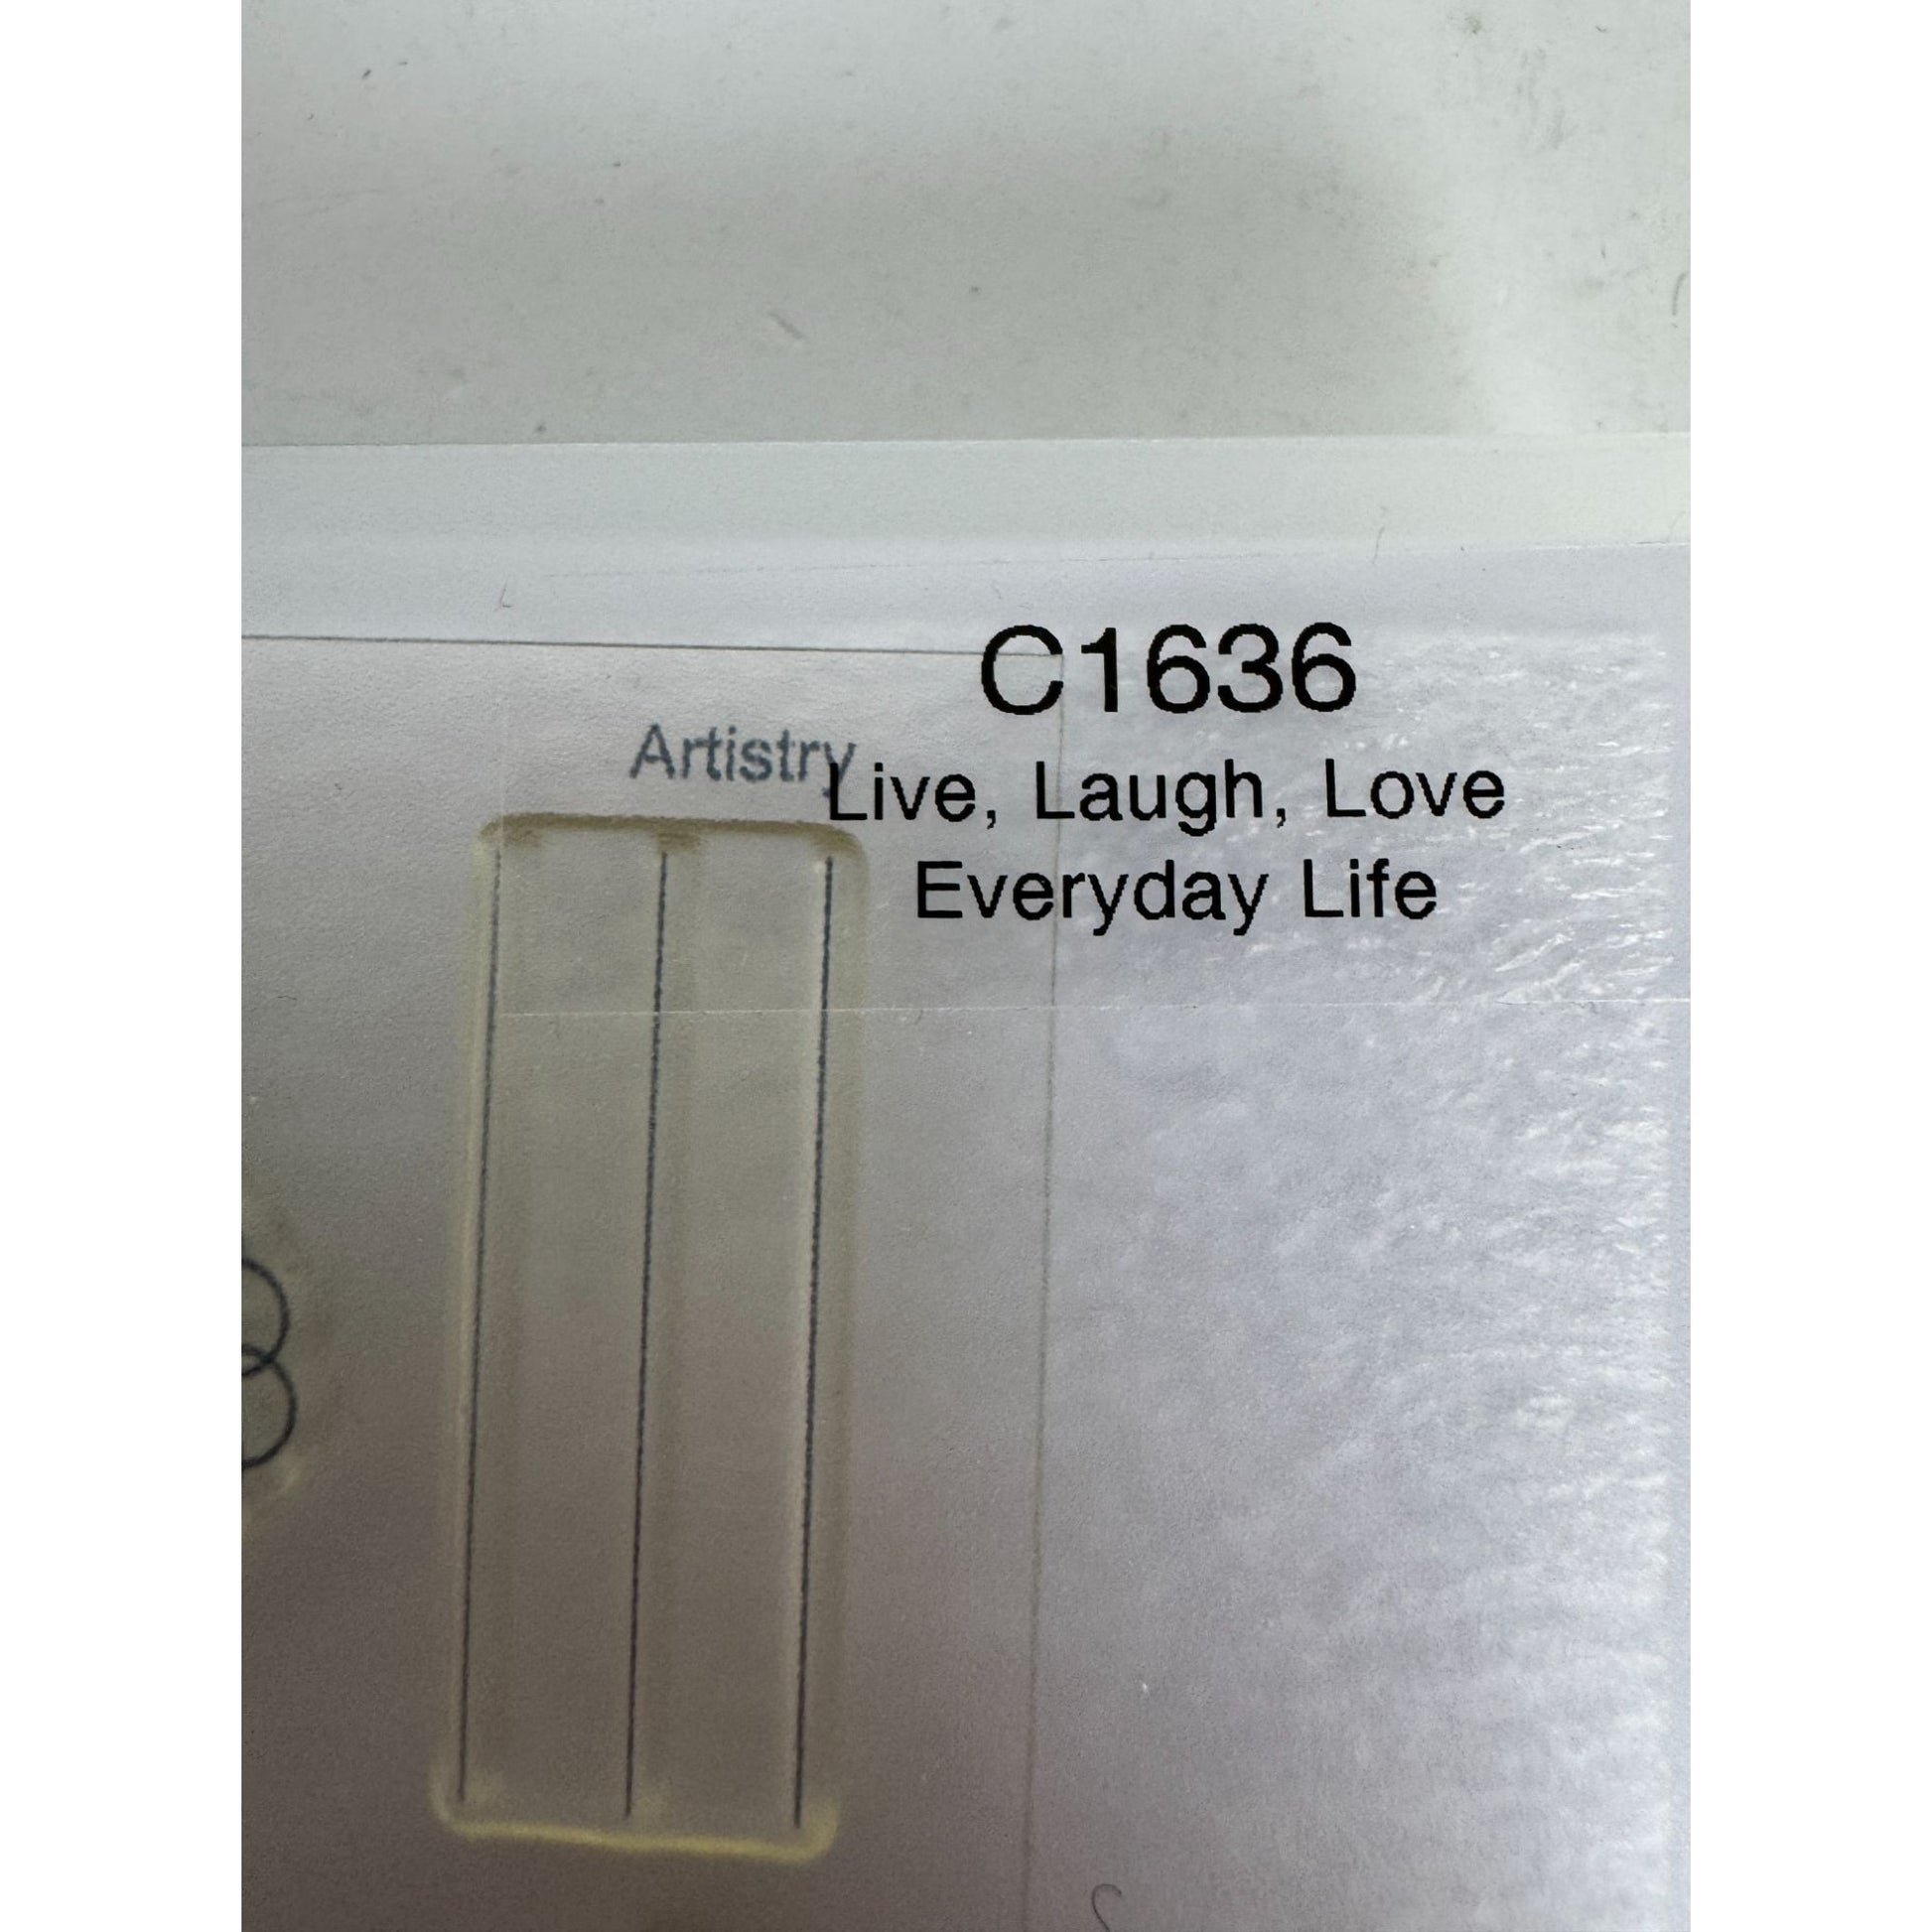 C1636
Artistry
Live, Laugh, Love
Everyday Life